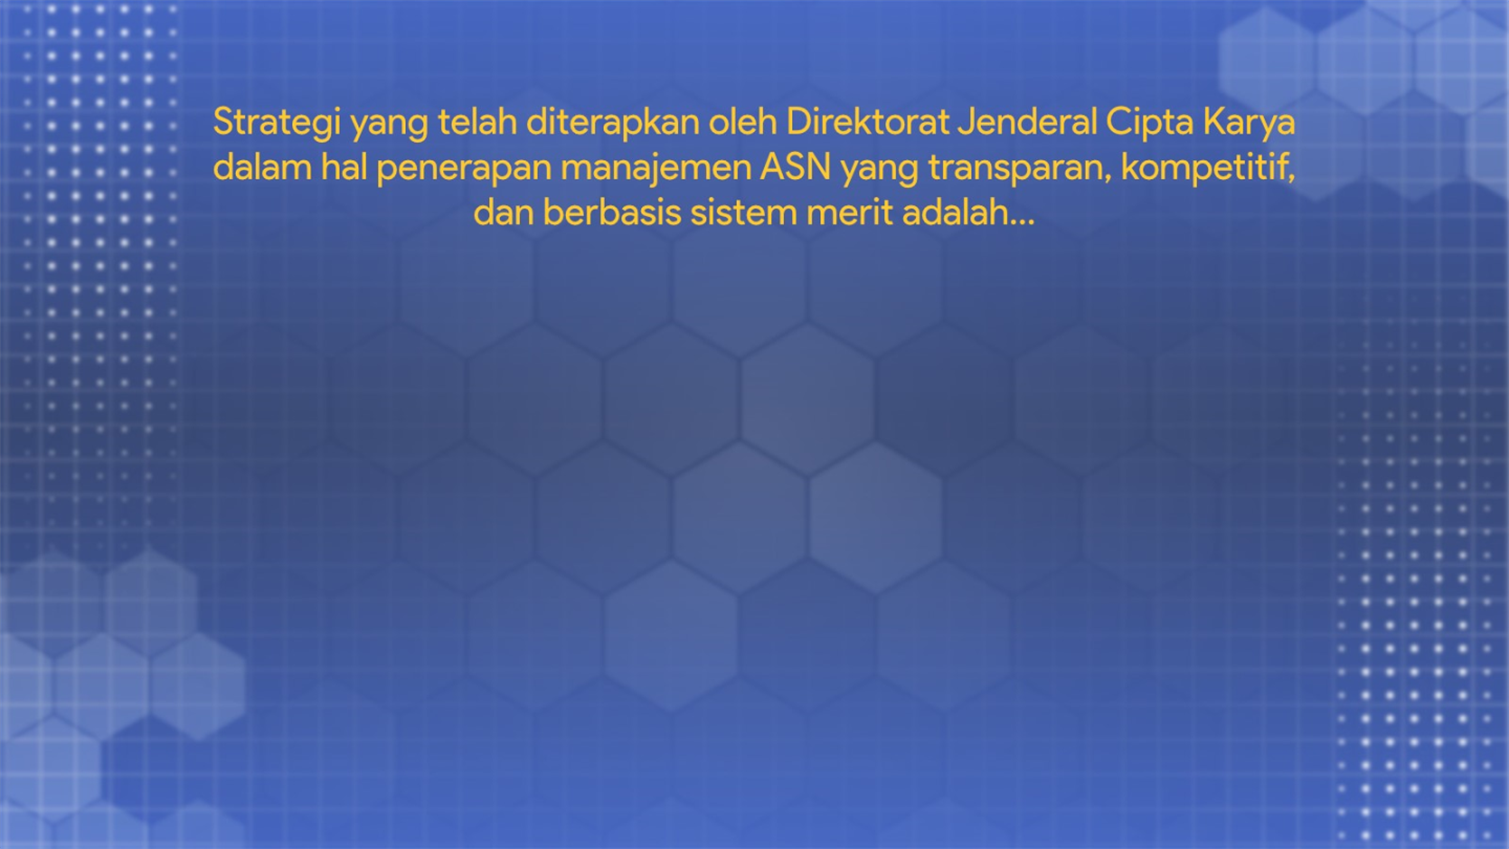 Strategi yang telah diterapkan oleh Direktorat Jenderal Cipta Karya
dalam hal penerapan manajemen ASN yang transparan, kompetitif,
dan berbasis sistem merit adalah...